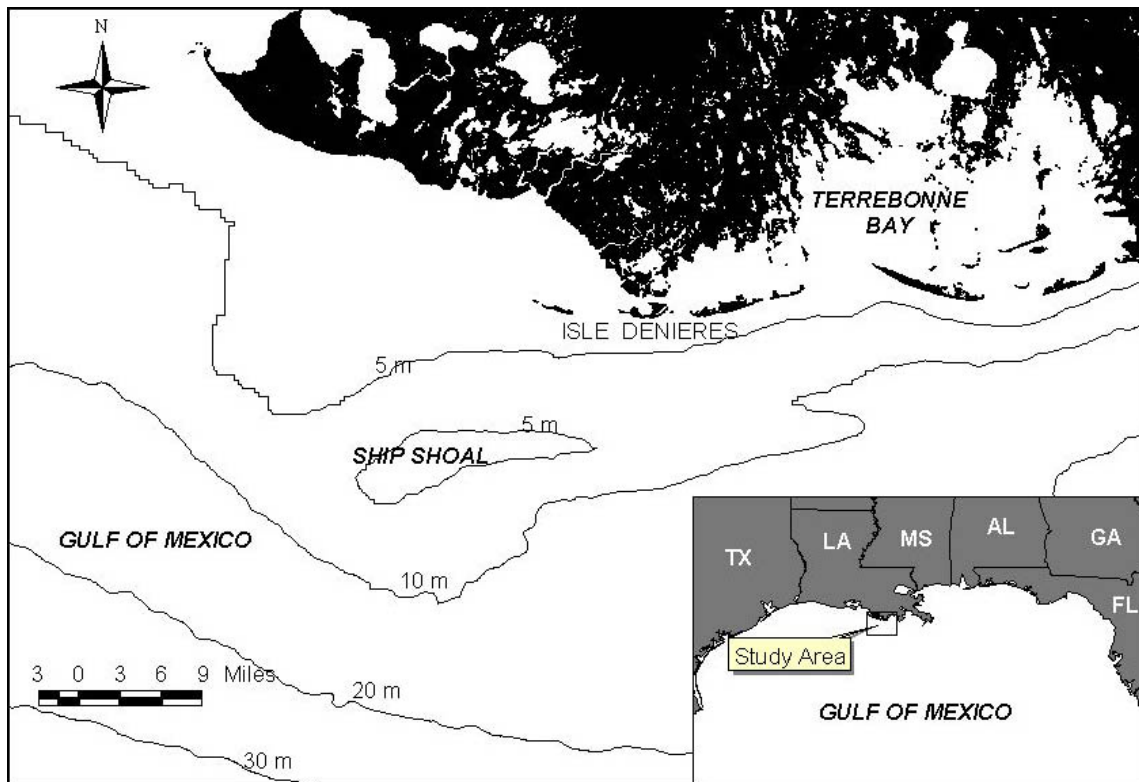 N
TERREBONNE
BAY
ISLE DENIERES
5 m
5 m
SHIP SHOAL
GULF OF MEXICO
10 m
3 0 3 6 9 Miles
20 m
30 m
TX
LA
MS
AL
GA
FL
Study Area
GULF OF MEXICO